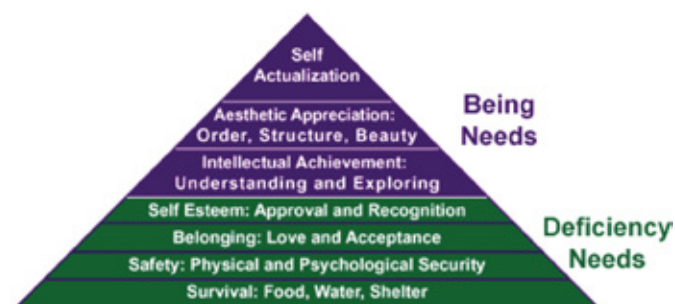 Self
Actualization
Aesthetic Appreciation:
Order, Structure, Beauty
Intellectual Achievement:
Understanding and Exploring
Self Esteem: Approval and Recognition
Belonging: Love and Acceptance
Safety: Physical and Psychological Security
Survival: Food, Water, Shelter
Being
Needs
Deficiency
Needs